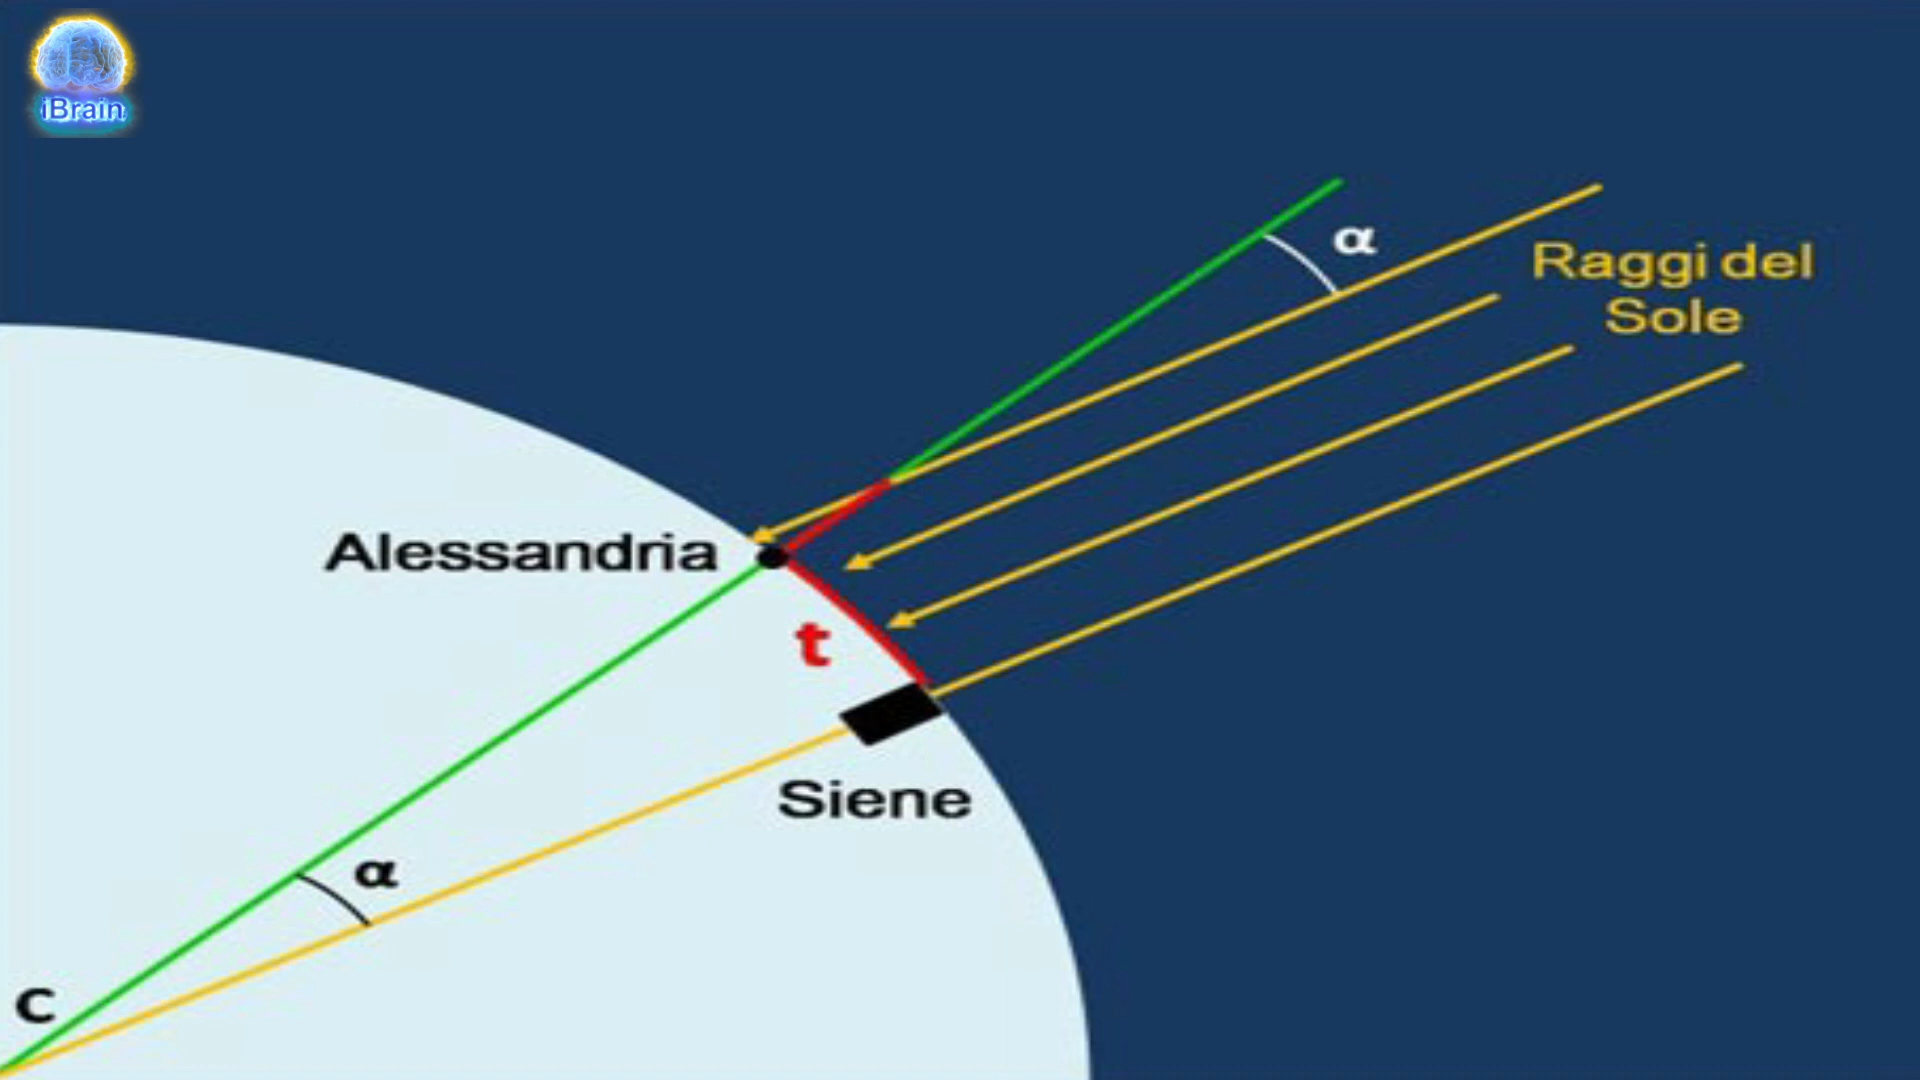 iBrain
α
Raggi del
Sole
Alessandria
t
Siene
α
C